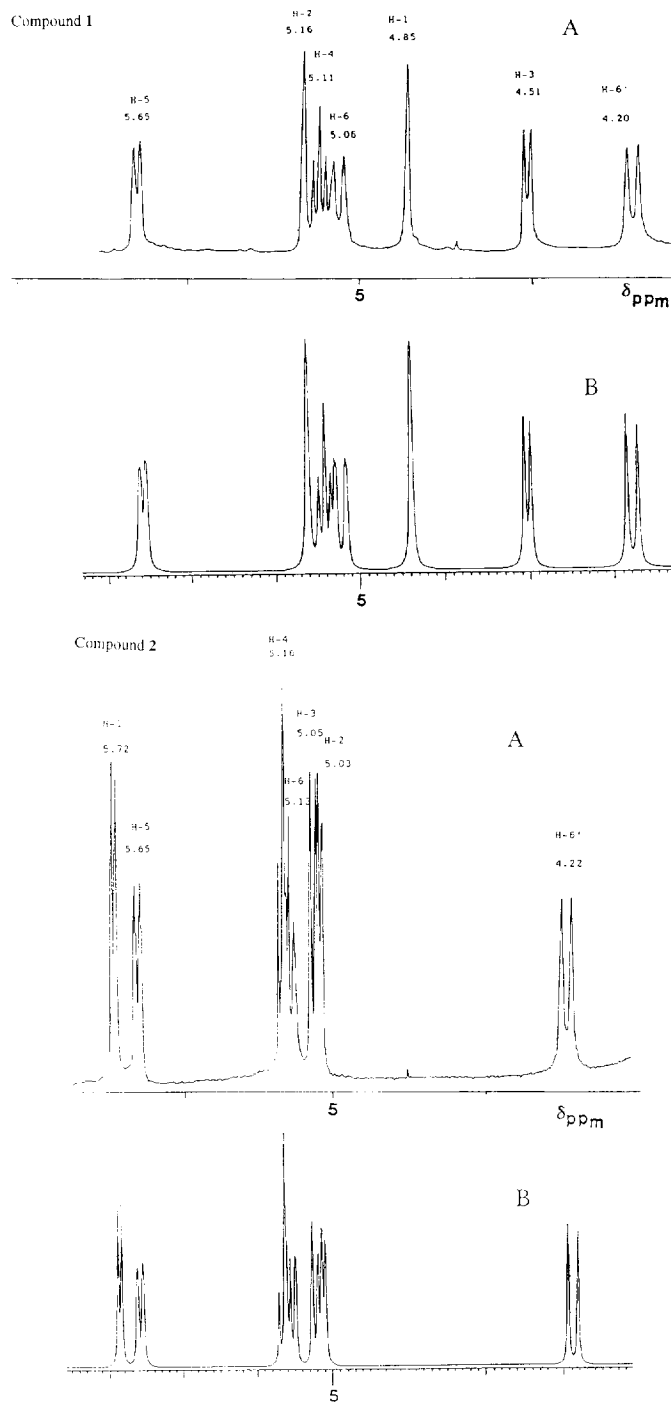 Compound 1
H-2
5.16
H-1
4.85
A
H-4
5.11
H-5
5.65
H-6
5.06
H-3
4.51
H-6'
4.20
5
δppm
B
5
Compound 2
H-4
5.16
H-1
5.72
H-3
5.05
H-2
5.03
A
H-6
5.13
H-5
5.65
H-6'
4.22
5
δppm
B
5